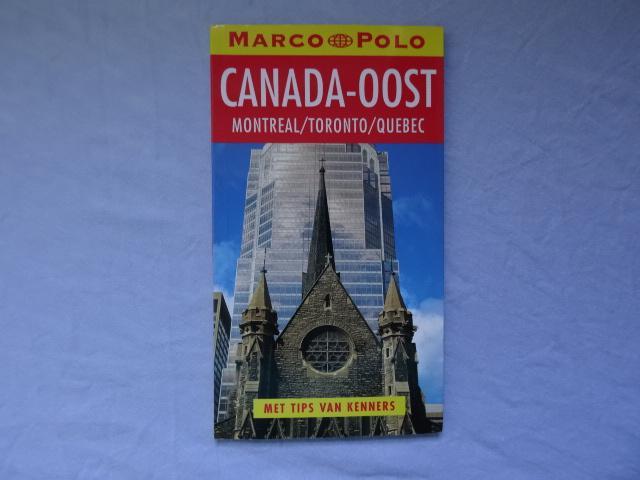 MARCO POLO
CANADA-OOST
MONTREAL/TORONTO/QUEBEC
MET TIPS VAN KENNERS